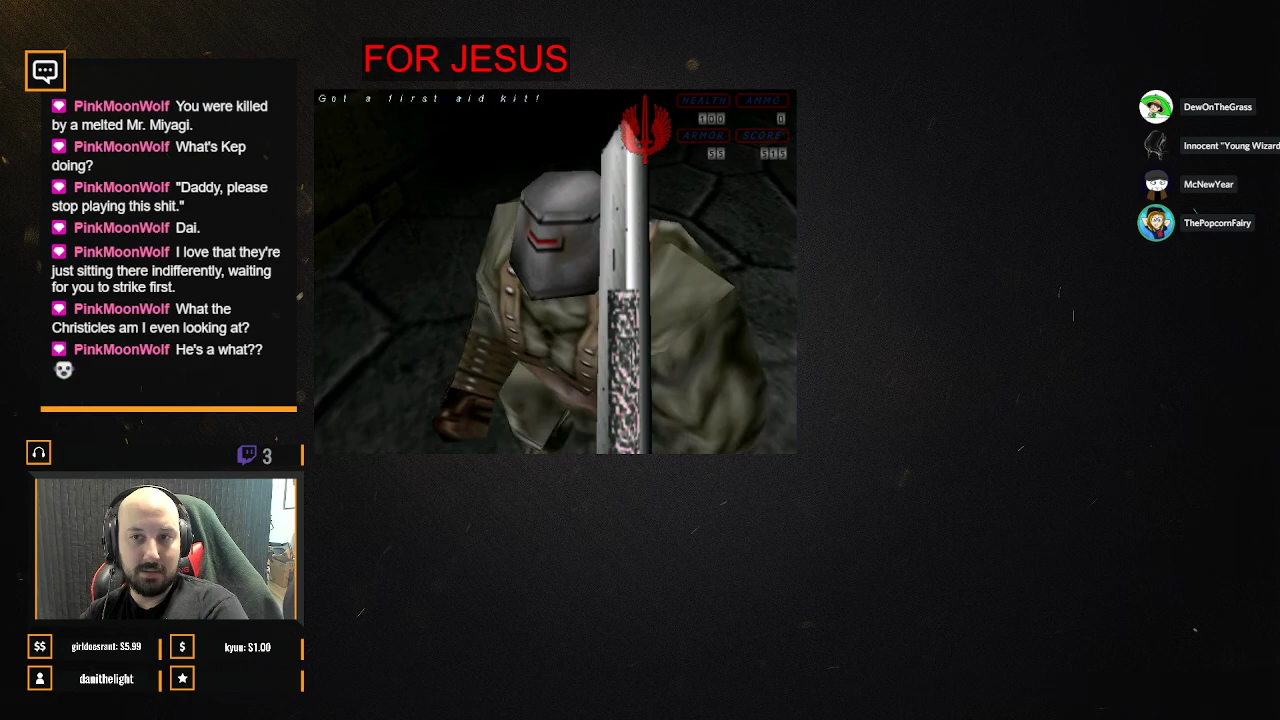 FOR JESUS
PinkMoonWolf You were killed
by a melted Mr. Miyagi.
PinkMoonWolf What's Kep
doing?
PinkMoonWolf "Daddy, please
stop playing this shit."
PinkMoonWolf Dai.
PinkMoonWolf I love that they're
just sitting there indifferently, waiting
for you to strike first.
PinkMoonWolf What the
Christicles am I even looking at?
PinkMoonWolf He's a what??
Got a first aid kit!
HEALTH AMMO
100 0
ARMOR SCORE
55 515
DewOnTheGrass
Innocent "Young Wizard
McNewYear
ThePopcornFairy
3
$$ girldoesrant: $5.99 $ kyuu: $1.00
danithelight